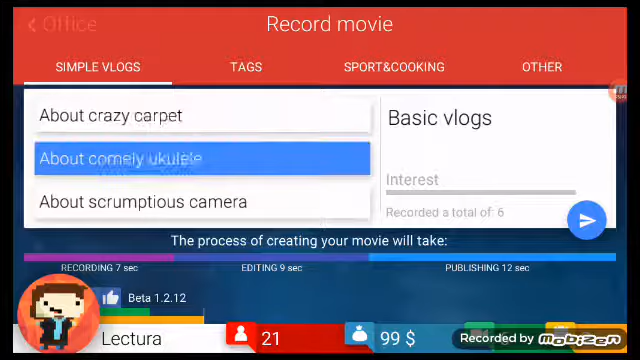 Office
Record movie
SIMPLE VLOGS
TAGS
SPORT&COOKING
OTHER
About crazy carpet
About comely ukulele
About scrumptious camera
Basic vlogs
Interest
Recorded a total of: 6
The process of creating your movie will take:
RECORDING 7 sec
EDITING 9 sec
PUBLISHING 12 sec
Beta 1.2.12
Lectura
21
99 $
Recorded by mobizen